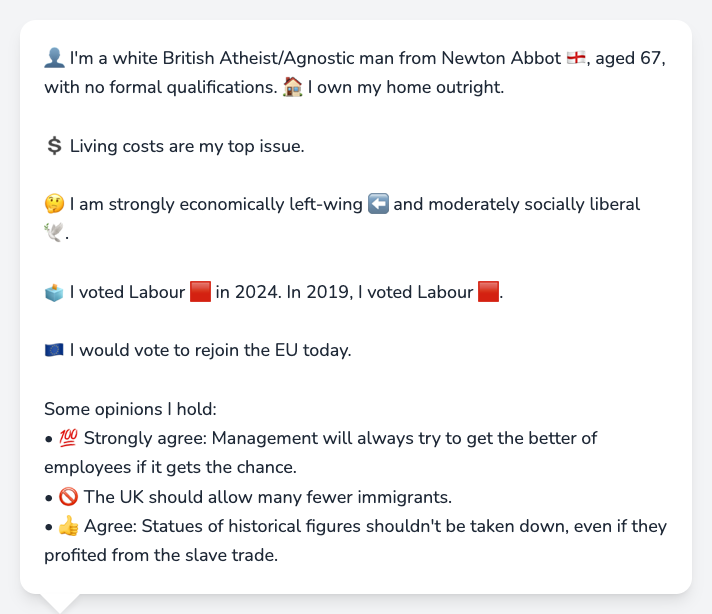 👤 I'm a white British Atheist/Agnostic man from Newton Abbot 🏴󠁧󠁢󠁥󠁮󠁧󠁿, aged 67,
with no formal qualifications. 🏠 I own my home outright.
💲 Living costs are my top issue.
🤔 I am strongly economically left-wing ⬅️ and moderately socially liberal
🕊️.
🗳️ I voted Labour 🟥 in 2024. In 2019, I voted Labour 🟥.
🇪🇺 I would vote to rejoin the EU today.
Some opinions I hold:
• 💯 Strongly agree: Management will always try to get the better of
employees if it gets the chance.
• 🚫 The UK should allow many fewer immigrants.
• 👍 Agree: Statues of historical figures shouldn't be taken down, even if they
profited from the slave trade.